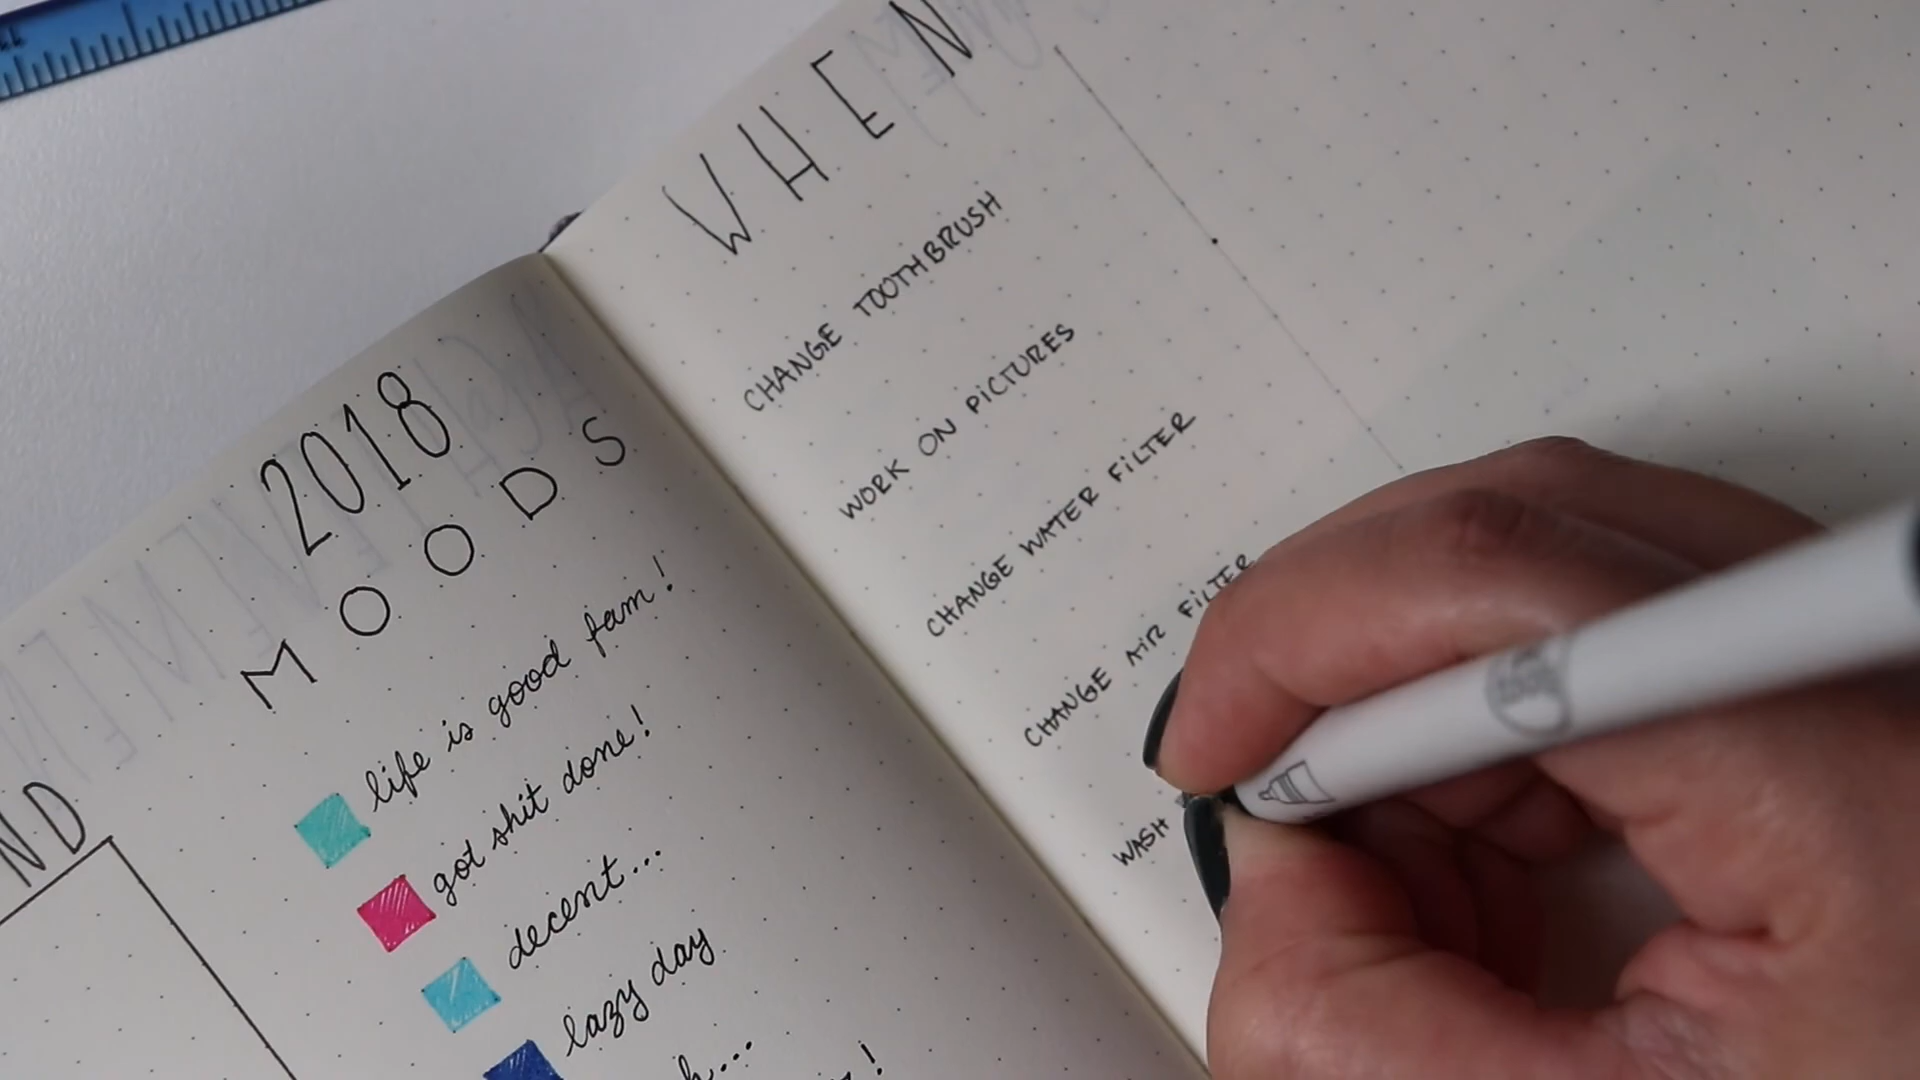 2018
MOODS
life is good fam!
got shit done!
decent...
lazy day
ND
WHEN
CHANGE TOOTHBRUSH
WORK ON PICTURES
CHANGE WATER FILTER
CHANGE AIR FILTER
WASH